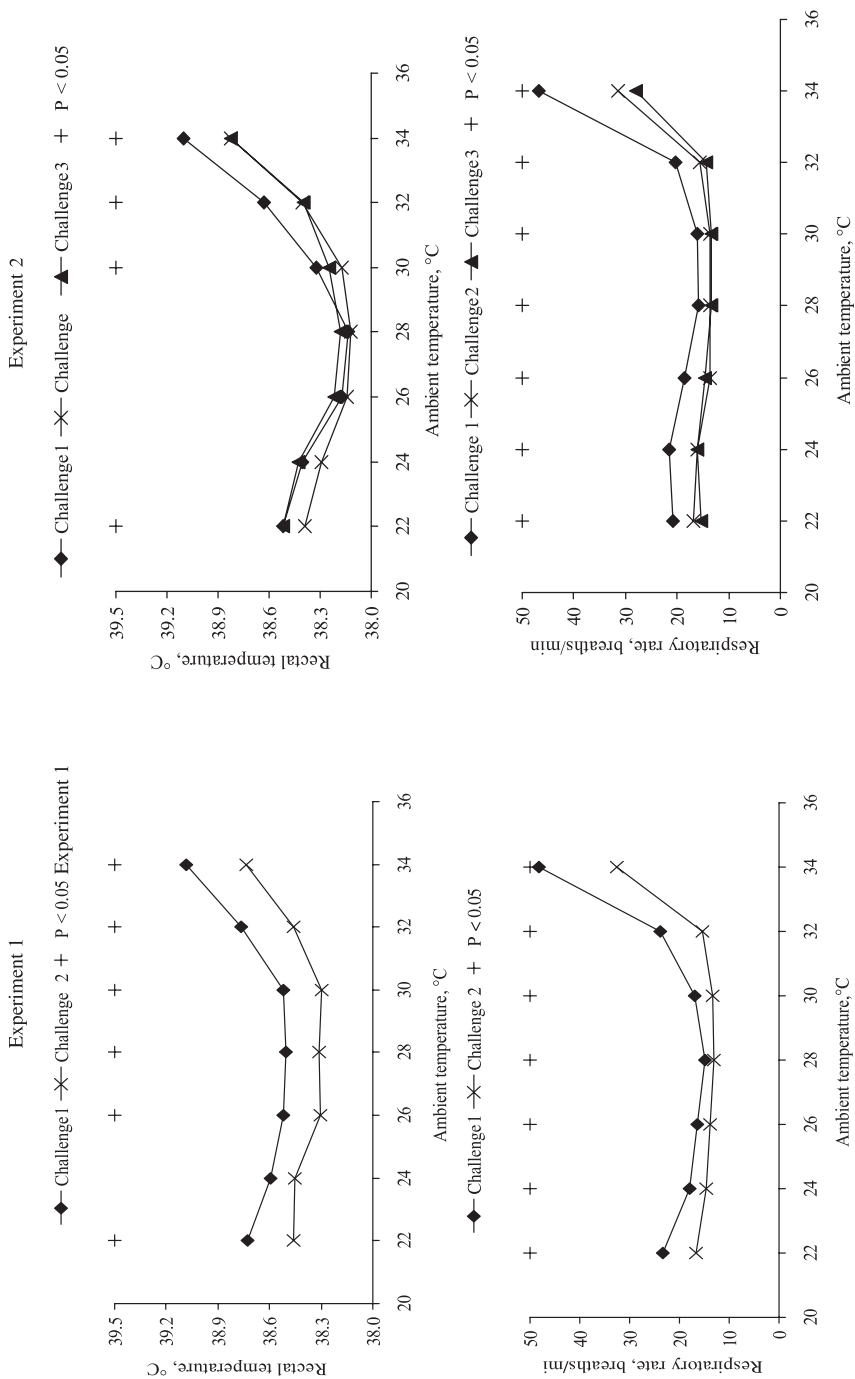 Experiment 1
Challenge1 Challenge 2 + P < 0.05 Experiment 1
39.5
39.2
38.9
38.6
38.3
38.0
Rectal temperature, °C
20 22 24 26 28 30 32 34 36
Ambient temperature, °C
Challenge1 Challenge 2 + P < 0.05
50
40
30
20
10
0
Respiratory rate, breaths/mi
20 22 24 26 28 30 32 34 36
Ambient temperature,°C
Experiment 2
Challenge 1 Challenge Challenge 3 + P < 0.05
39.5
39.2
38.9
38.6
38.3
38.0
Rectal temperature, °C
20 22 24 26 28 30 32 34 36
Ambient temperature, °C
Challenge 1 Challenge2 Challenge3 + P < 0.05
50
40
30
20
10
0
Respiratory rate, breaths/min
20 22 24 26 28 30 32 34 36
Ambient temperature, °C